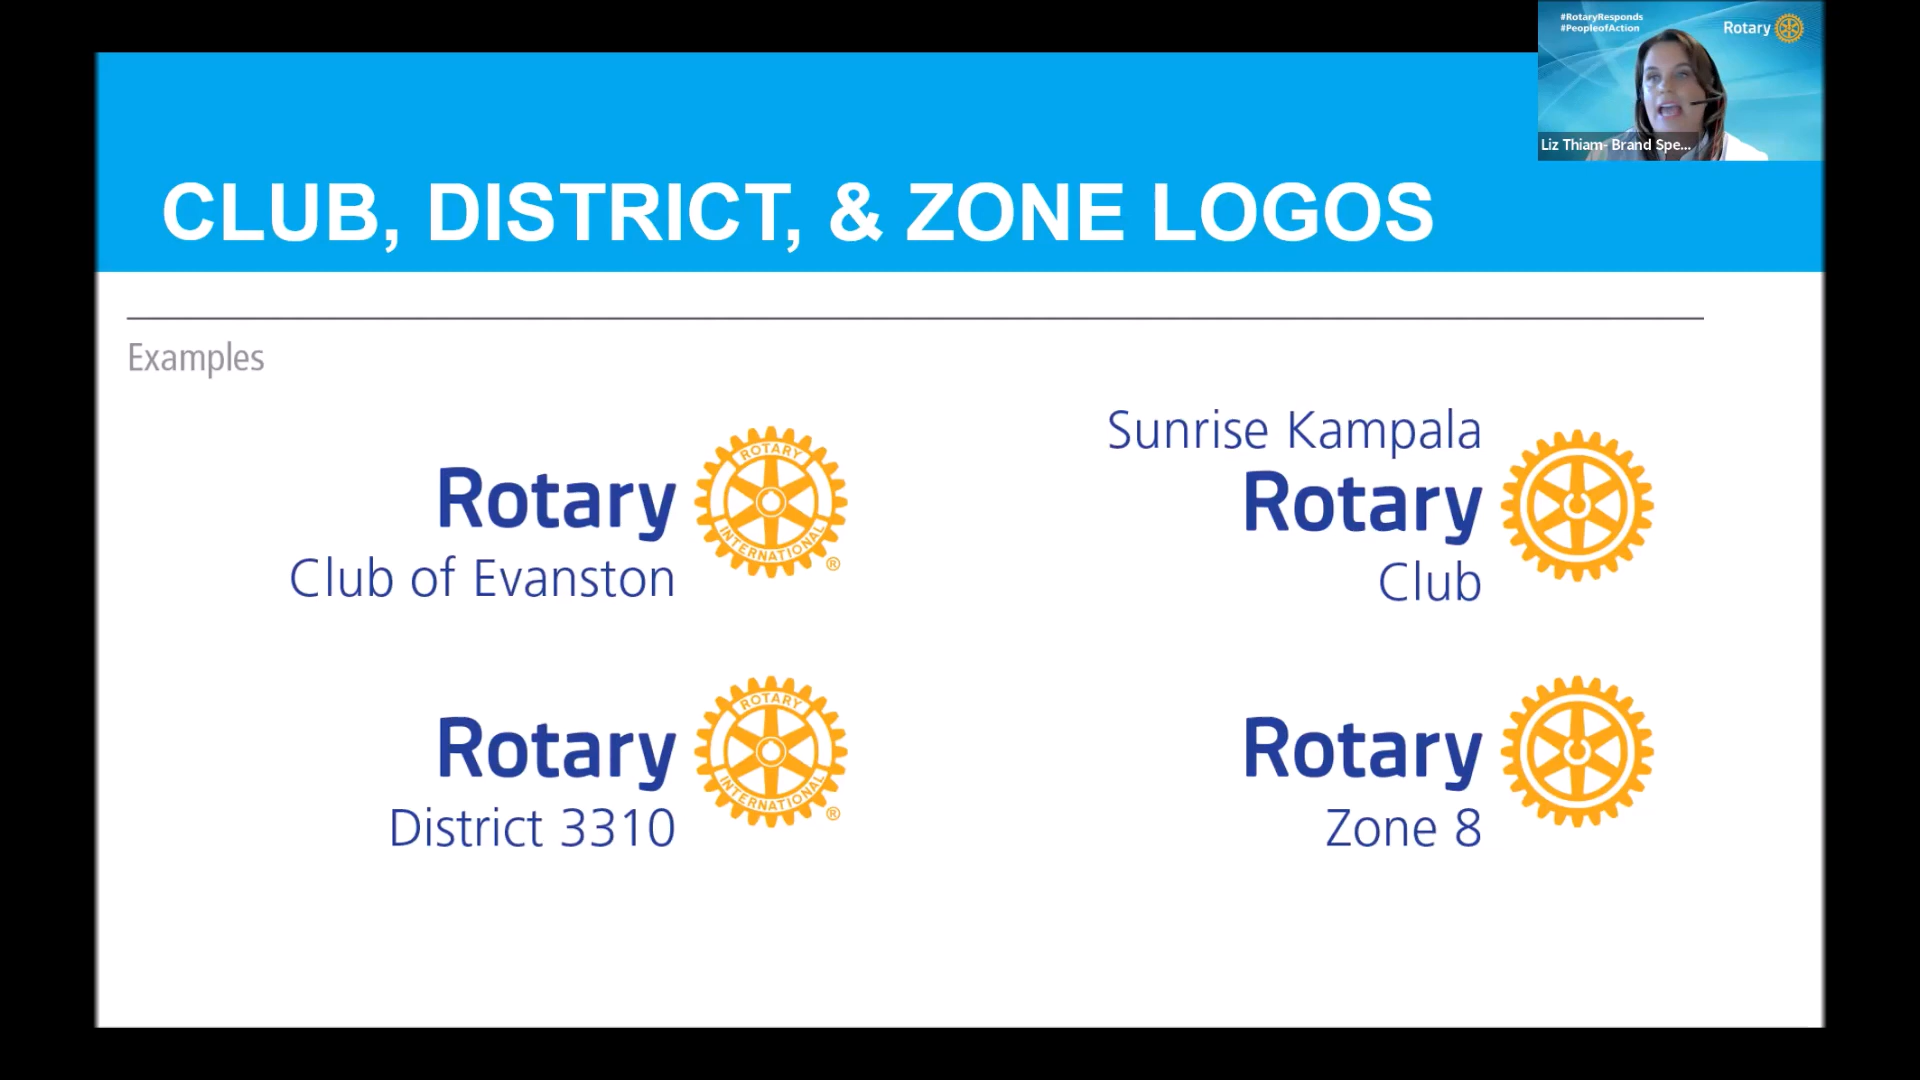 #RotaryResponds
#PeopleofAction
Rotary
Liz Thiam- Brand Spe...
CLUB, DISTRICT, & ZONE LOGOS
Examples
Rotary
Club of Evanston
ROTARY
INTERNATIONAL
®
Sunrise Kampala
Rotary
Club
Rotary
District 3310
ROTARY
INTERNATIONAL
®
Rotary
Zone 8